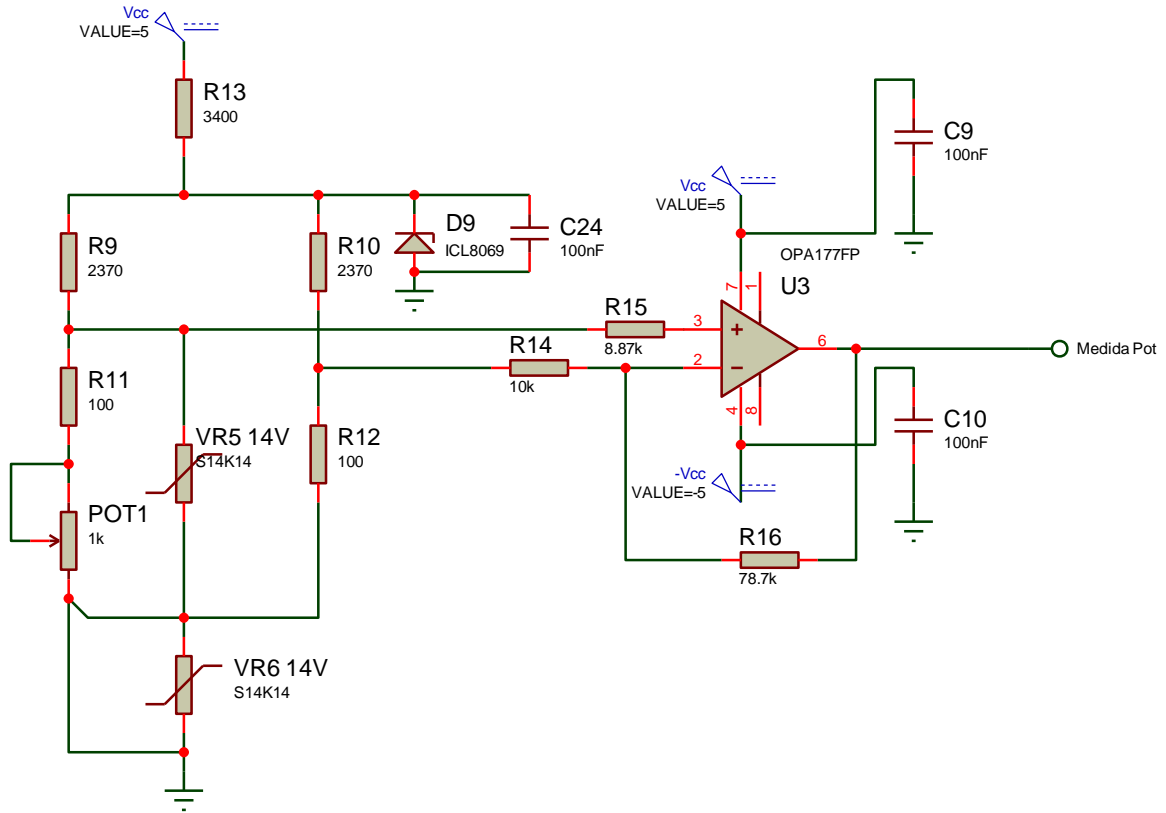 Vcc
VALUE=5
R13
3400
C9
100nF
Vcc
VALUE=5
R9
2370
R10
2370
D9
ICL8069
C24
100nF
OPA177FP
U3
7
1
R15
8.87k
3
6
Medida Pot
R14
10k
2
4
8
R11
100
VR5 14V
S14K14
R12
100
C10
100nF
-Vcc
VALUE=-5
POT1
1k
R16
78.7k
VR6 14V
S14K14